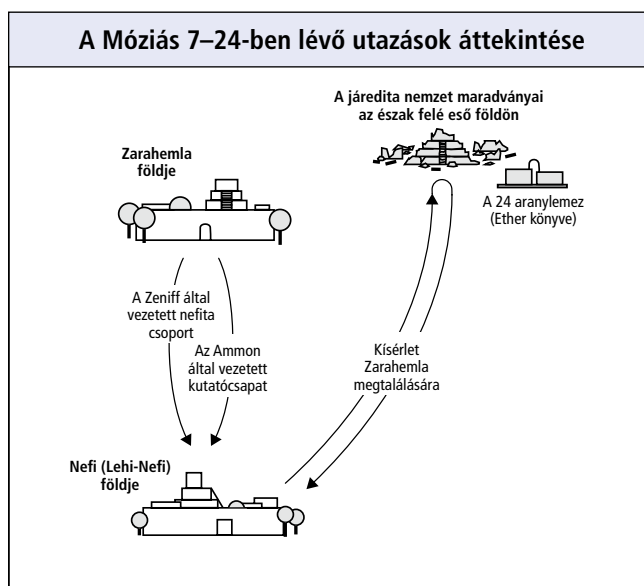 A Móziás 7–24-ben lévő utazások áttekintése
A járedita nemzet maradványai
az észak felé eső földön
Zarahemla
földje
A 24 aranylemez
(Ether könyve)
A Zeniff által
vezetett nefita
csoport
Az Ammon
által vezetett
kutatócsapat
Kísérlet
Zarahemla
megtalálására
Nefi (Lehi-Nefi)
földje